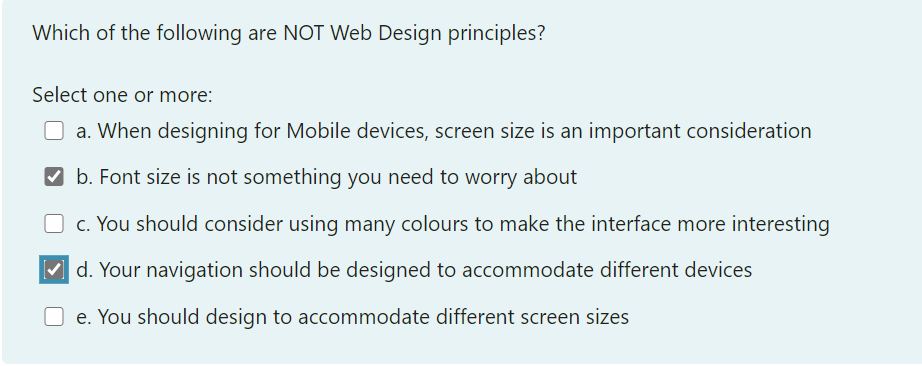 Which of the following are NOT Web Design principles?
Select one or more:
a. When designing for Mobile devices, screen size is an important consideration
b. Font size is not something you need to worry about
c. You should consider using many colours to make the interface more interesting
d. Your navigation should be designed to accommodate different devices
e. You should design to accommodate different screen sizes